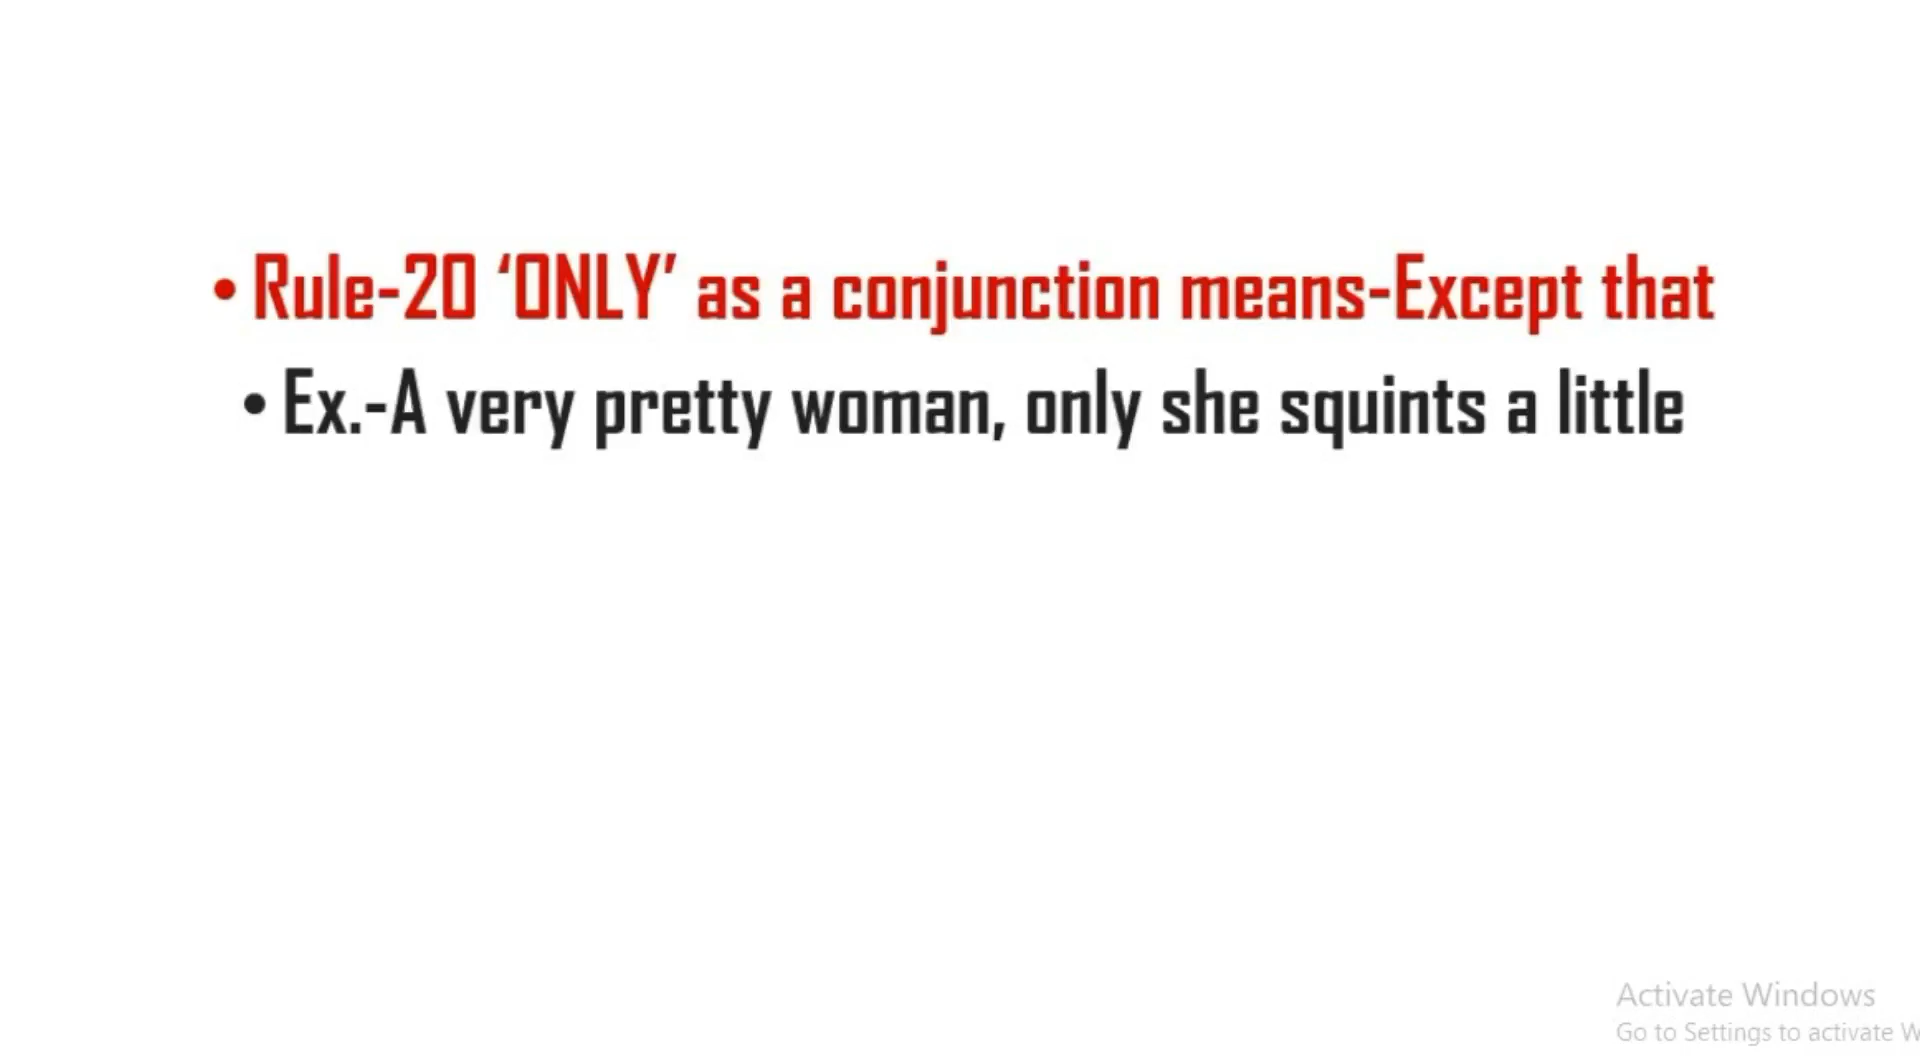 • Rule-20 ‘ONLY’ as a conjunction means-Except that
• Ex.-A very pretty woman, only she squints a little
Activate Windows
Go to Settings to activate W